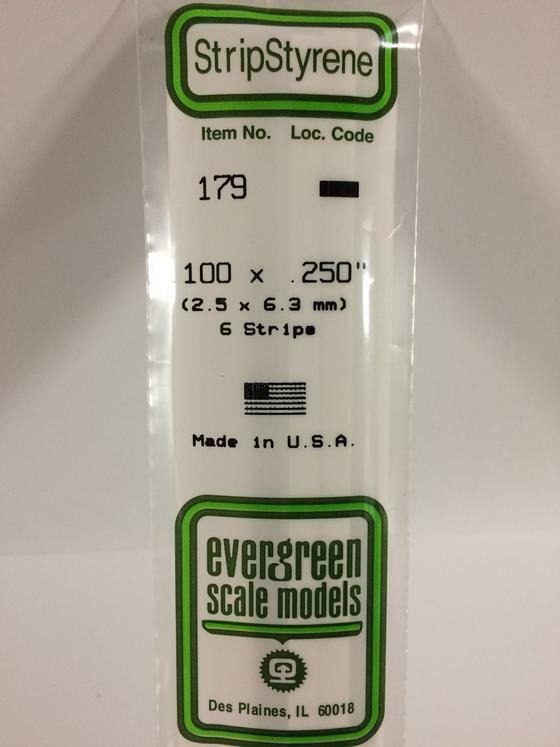 StripStyrene
Item No. Loc. Code
179
.100 x .250"
(2.5 x 6.3 mm)
6 Strips
Made in U.S.A.
evergreen
scale models
Des Plaines, IL 60018